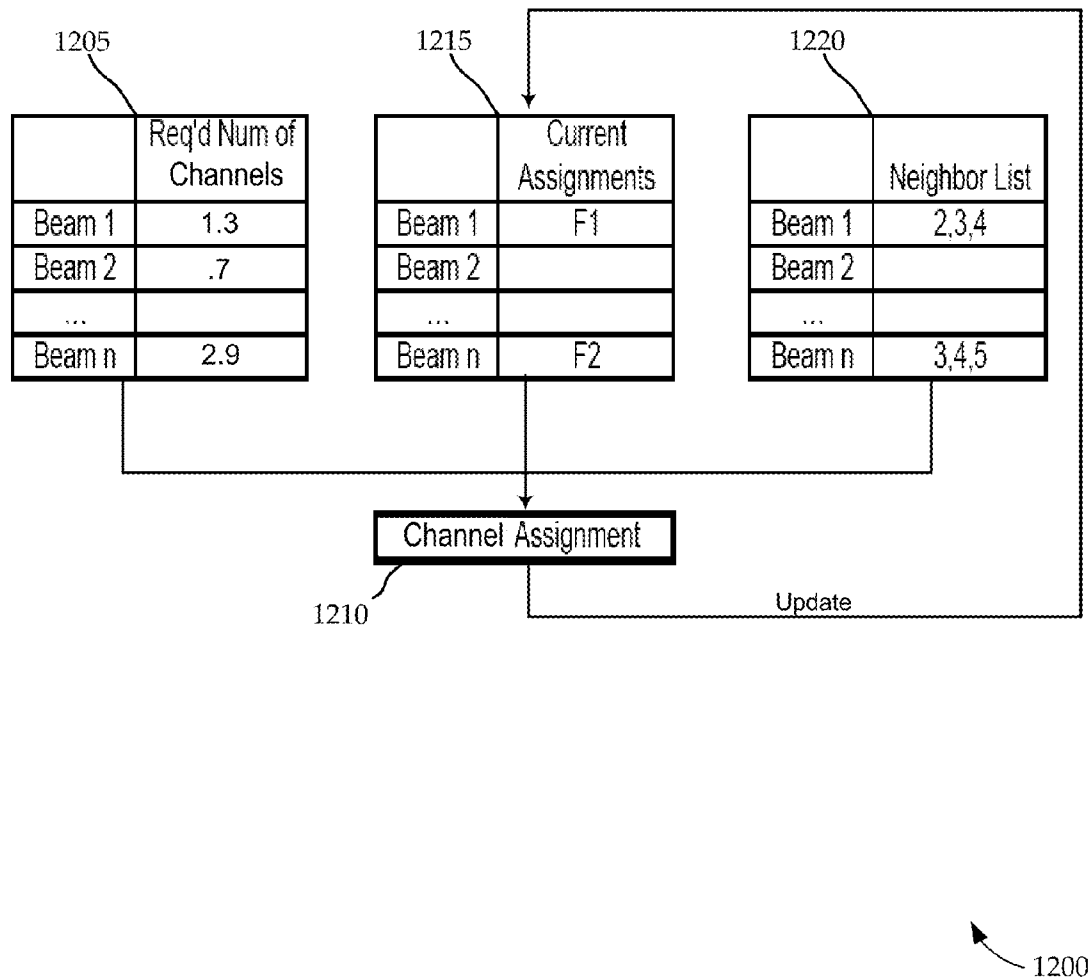 1205
1215
1220
Req'd Num of
Channels
Beam 1 1.3
Beam 2 .7
...
Beam n 2.9
Current
Assignments
Beam 1 F1
Beam 2
...
Beam n F2
Neighbor List
Beam 1 2,3,4
Beam 2
...
Beam n 3,4,5
Channel Assignment
1210
Update
1200